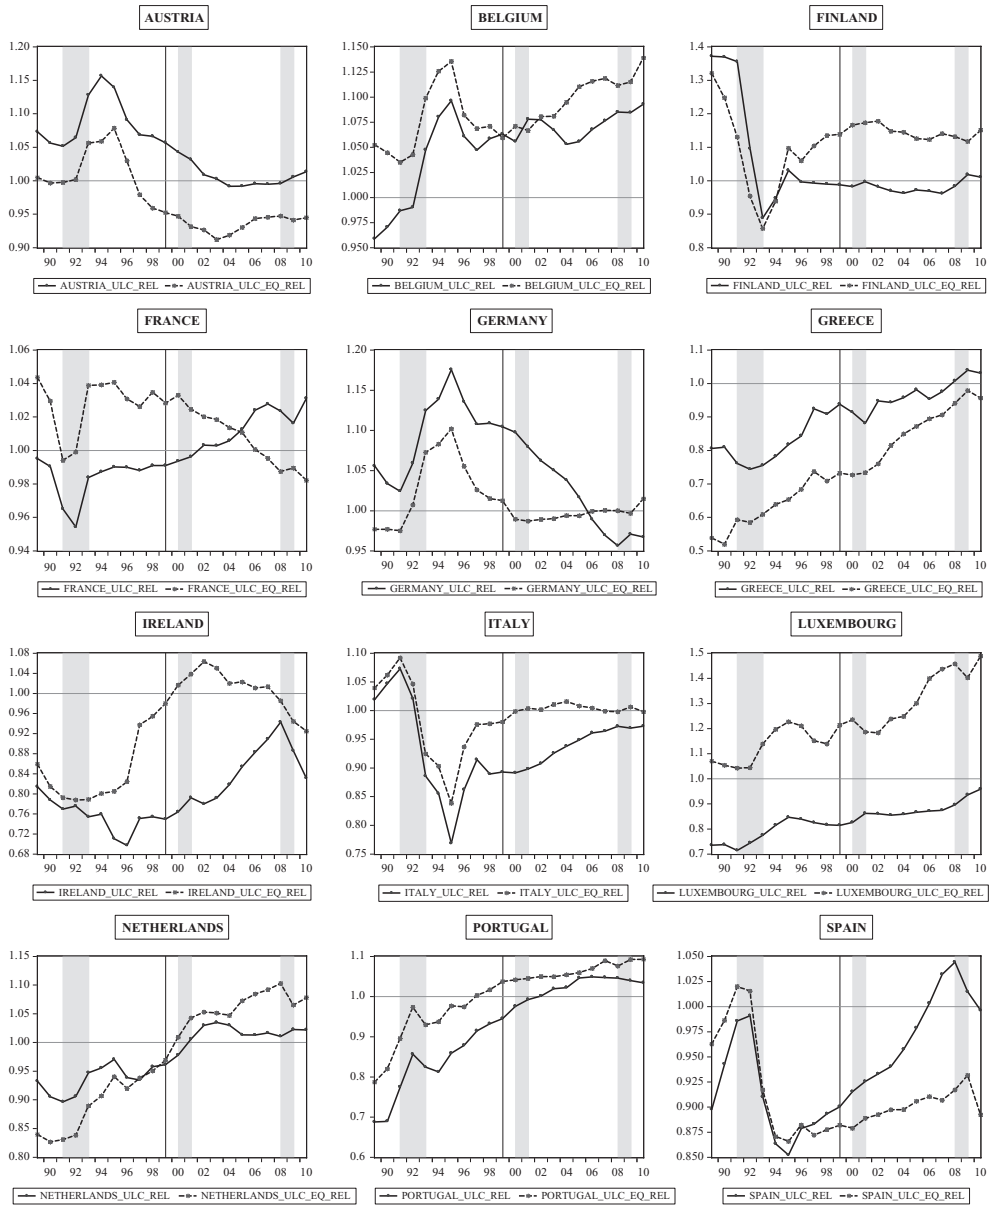 AUSTRIA
1.20
1.15
1.10
1.05
1.00
0.95
0.90
90 92 94 96 98 00 02 04 06 08 10
AUSTRIA_ULC_REL AUSTRIA_ULC_EQ_REL
BELGIUM
1.150
1.125
1.100
1.075
1.050
1.025
1.000
0.975
0.950
90 92 94 96 98 00 02 04 06 08 10
BELGIUM_ULC_REL BELGIUM_ULC_EQ_REL
FINLAND
1.4
1.3
1.2
1.1
1.0
0.9
0.8
90 92 94 96 98 00 02 04 06 08 10
FINLAND_ULC_REL FINLAND_ULC_EQ_REL
FRANCE
1.06
1.04
1.02
1.00
0.98
0.96
0.94
90 92 94 96 98 00 02 04 06 08 10
FRANCE_ULC_REL FRANCE_ULC_EQ_REL
GERMANY
1.20
1.15
1.10
1.05
1.00
0.95
90 92 94 96 98 00 02 04 06 08 10
GERMANY_ULC_REL GERMANY_ULC_EQ_REL
GREECE
1.1
1.0
0.9
0.8
0.7
0.6
0.5
90 92 94 96 98 00 02 04 06 08 10
GREECE_ULC_REL GREECE_ULC_EQ_REL
IRELAND
1.08
1.04
1.00
0.96
0.92
0.88
0.84
0.80
0.76
0.72
0.68
90 92 94 96 98 00 02 04 06 08 10
IRELAND_ULC_REL IRELAND_ULC_EQ_REL
ITALY
1.10
1.05
1.00
0.95
0.90
0.85
0.80
0.75
90 92 94 96 98 00 02 04 06 08 10
ITALY_ULC_REL ITALY_ULC_EQ_REL
LUXEMBOURG
1.5
1.4
1.3
1.2
1.1
1.0
0.9
0.8
0.7
90 92 94 96 98 00 02 04 06 08 10
LUXEMBOURG_ULC_REL LUXEMBOURG_ULC_EQ_REL
NETHERLANDS
1.15
1.10
1.05
1.00
0.95
0.90
0.85
0.80
90 92 94 96 98 00 02 04 06 08 10
NETHERLANDS_ULC_REL NETHERLANDS_ULC_EQ_REL
PORTUGAL
1.1
1.0
0.9
0.8
0.7
0.6
90 92 94 96 98 00 02 04 06 08 10
PORTUGAL_ULC_REL PORTUGAL_ULC_EQ_REL
SPAIN
1.050
1.025
1.000
0.975
0.950
0.925
0.900
0.875
0.850
90 92 94 96 98 00 02 04 06 08 10
SPAIN_ULC_REL SPAIN_ULC_EQ_REL